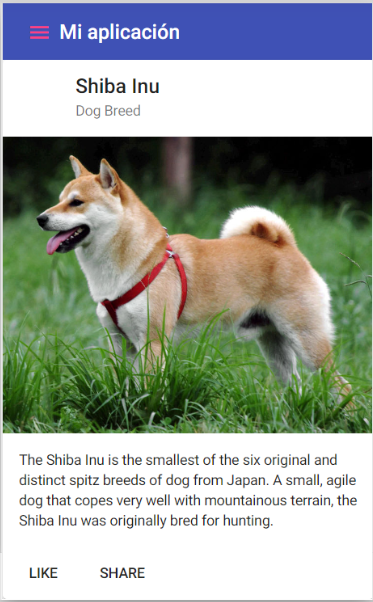 Mi aplicación
Shiba Inu
Dog Breed
The Shiba Inu is the smallest of the six original and
distinct spitz breeds of dog from Japan. A small, agile
dog that copes very well with mountainous terrain, the
Shiba Inu was originally bred for hunting.
LIKE SHARE